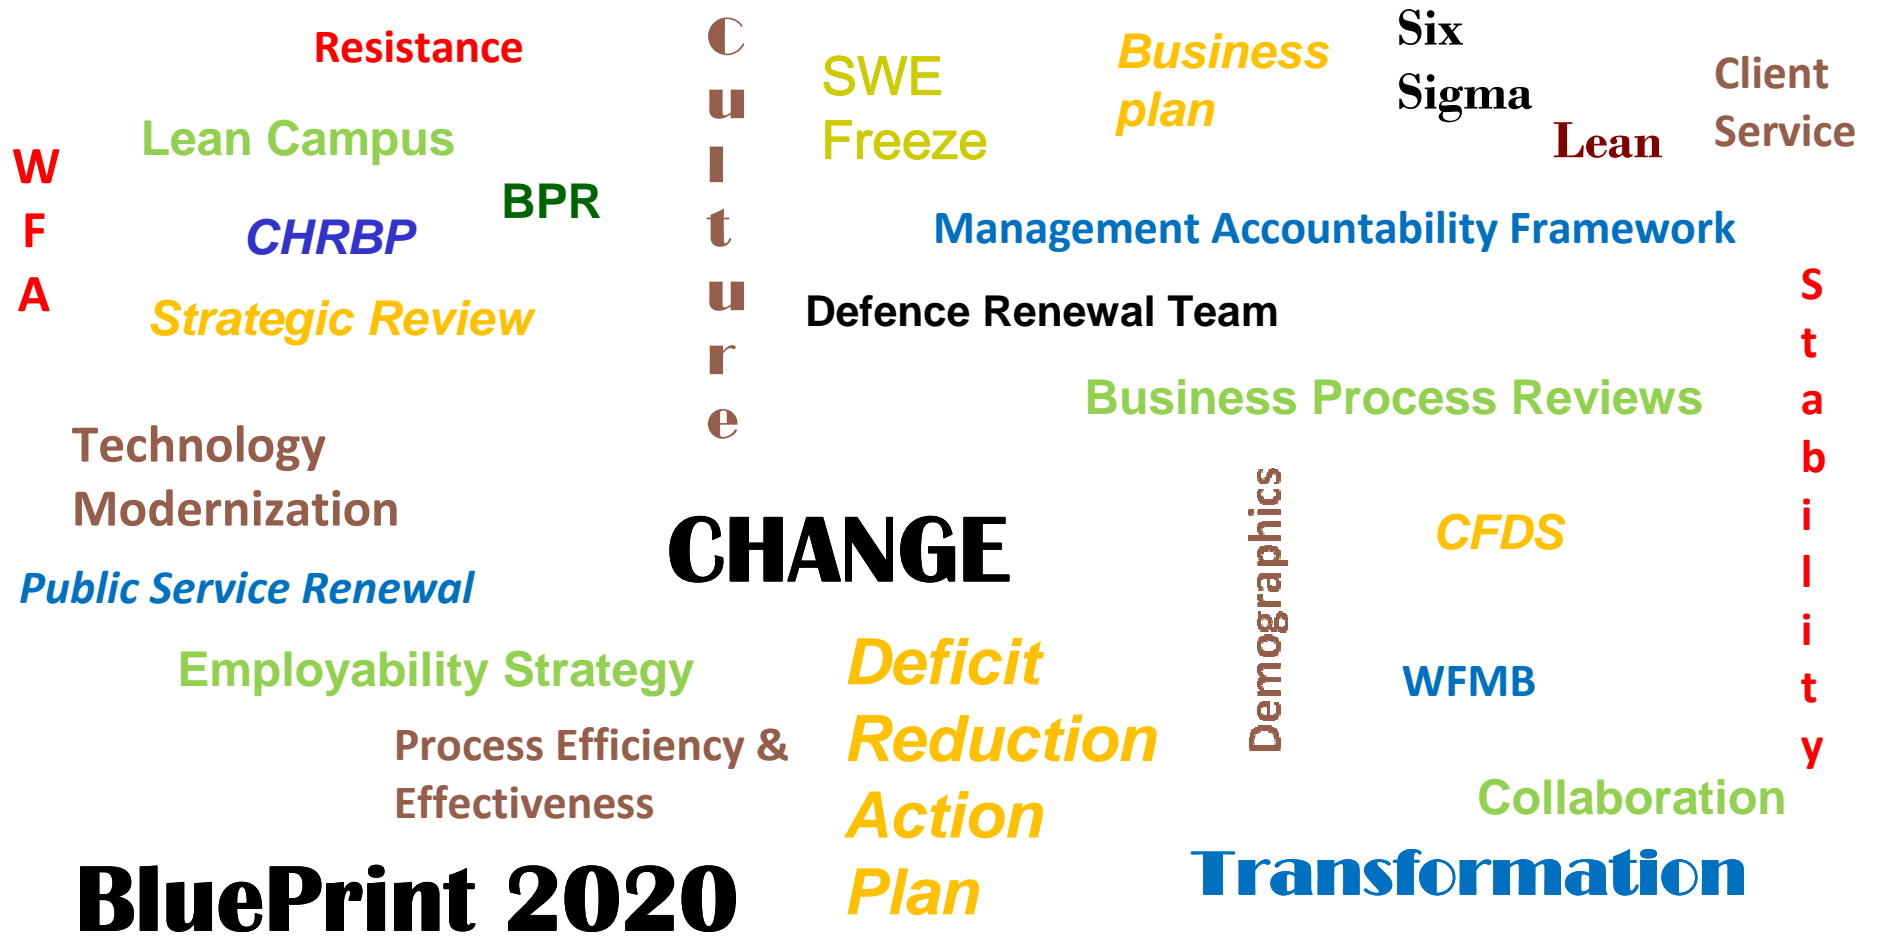 Resistance
Culture
SWE
Freeze
Business
plan
Six
Sigma
Lean
Client
Service
Lean Campus
WFA
BPR
CHRBP
Management Accountability Framework
Strategic Review
Defence Renewal Team
Stability
Business Process Reviews
Technology
Modernization
CHANGE
Demographics
CFDS
Public Service Renewal
Employability Strategy
Deficit
Reduction
Action
Plan
WFMB
Process Efficiency &
Effectiveness
Collaboration
BluePrint 2020
Transformation